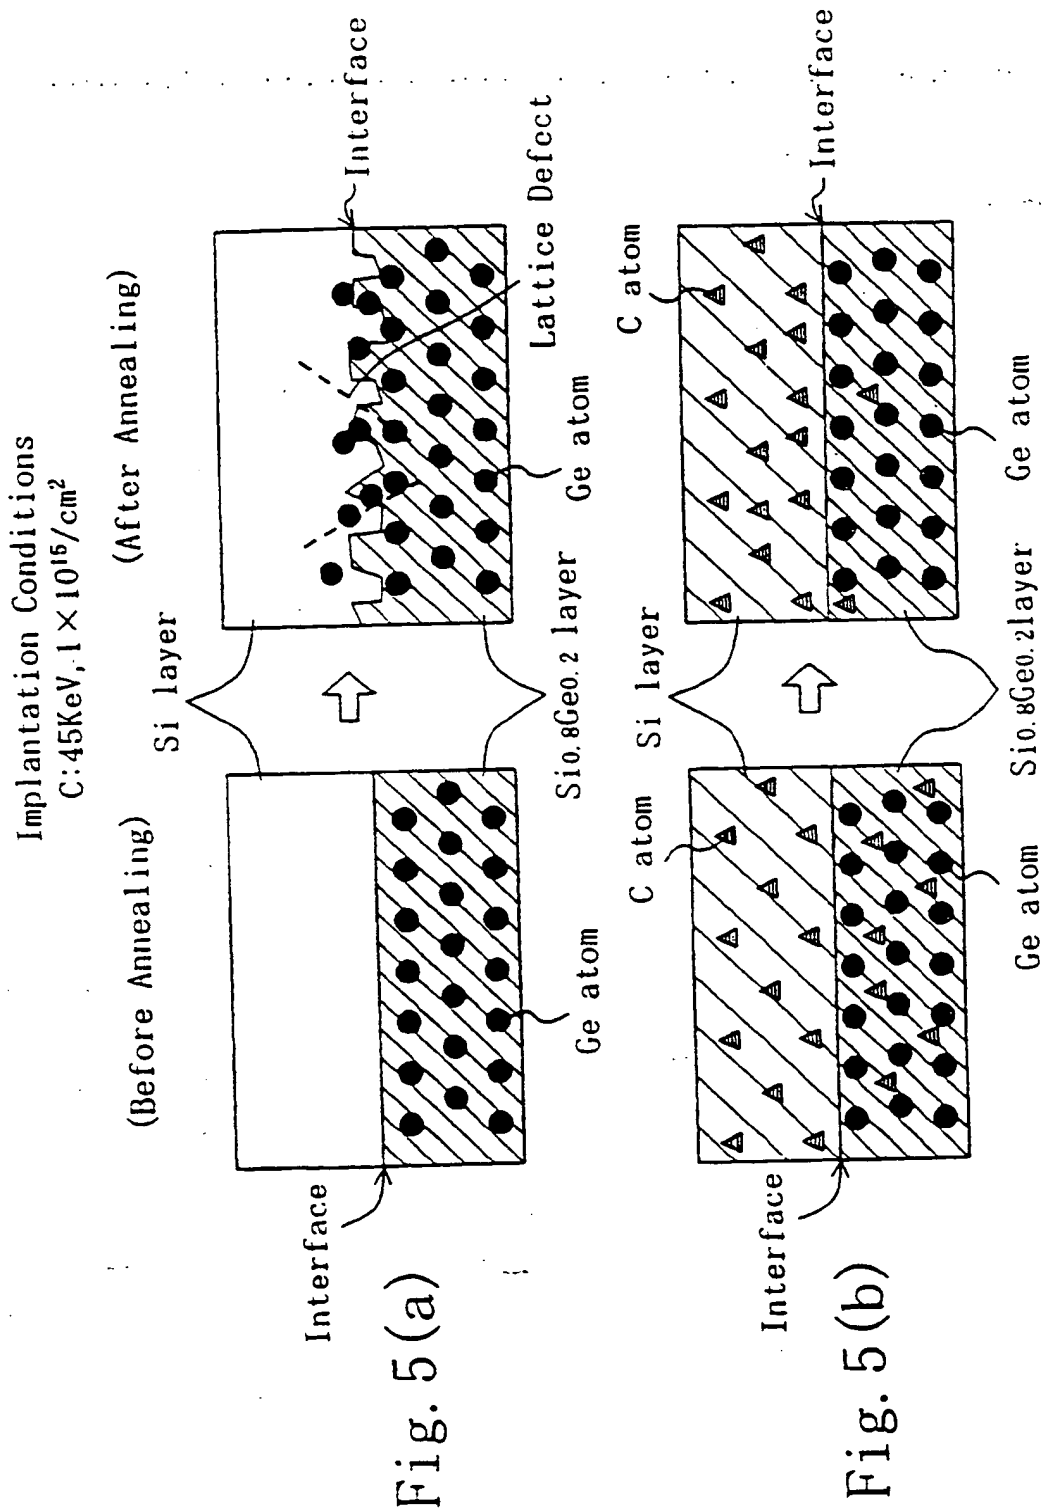 Implantation Conditions
C:45KeV, 1×10¹⁵/cm²
(Before Annealing)
(After Annealing)
Si layer
Interface
Interface
Lattice Defect
Ge atom
Si0.8Ge0.2 layer
Ge atom
Fig. 5(a)
C atom
Si layer
C atom
Interface
Interface
Ge atom
Si0.8Ge0.2layer
Ge atom
Fig. 5(b)